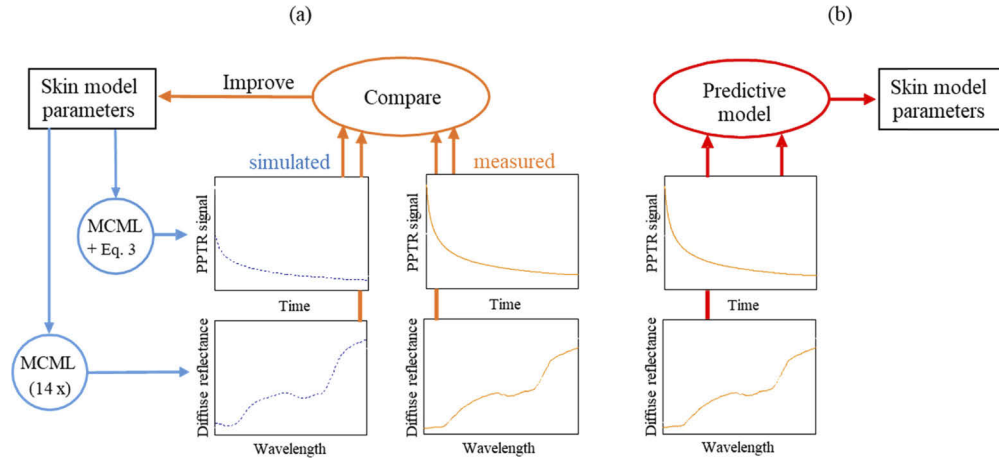 (a)
(b)
Skin model
parameters
Improve
Compare
Predictive
model
Skin model
parameters
simulated
measured
MCML
+ Eq. 3
PPTR signal
Time
PPTR signal
Time
PPTR signal
Time
MCML
(14 x)
Diffuse reflectance
Wavelength
Diffuse reflectance
Wavelength
Diffuse reflectance
Wavelength